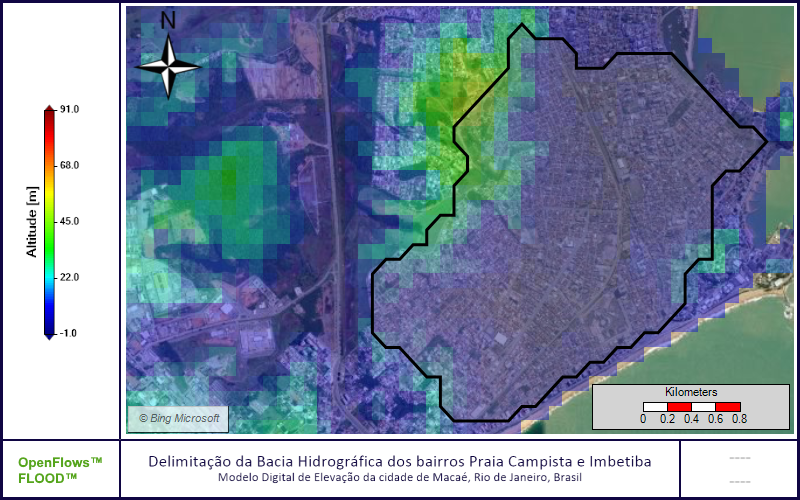 N
91.0
68.0
45.0
22.0
-1.0
Altitude [m]
© Bing Microsoft
Kilometers
0 0.2 0.4 0.6 0.8
OpenFlows™
FLOOD™
Delimitação da Bacia Hidrográfica dos bairros Praia Campista e Imbetiba
Modelo Digital de Elevação da cidade de Macaé, Rio de Janeiro, Brasil
----
----